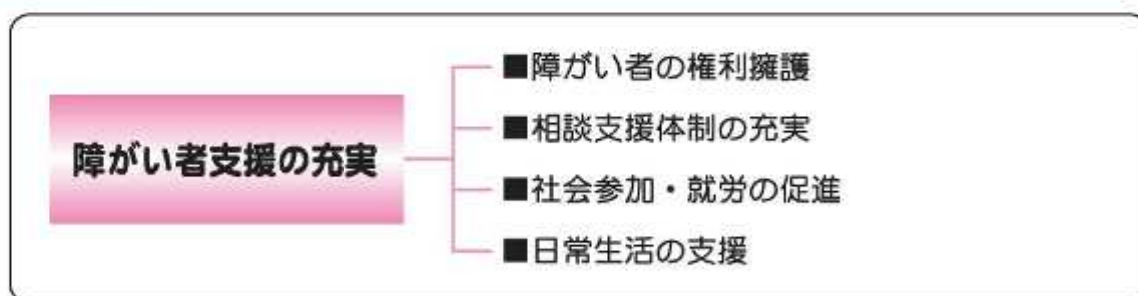 障がい者支援の充実
■障がい者の権利擁護
■相談支援体制の充実
■社会参加・就労の促進
■日常生活の支援